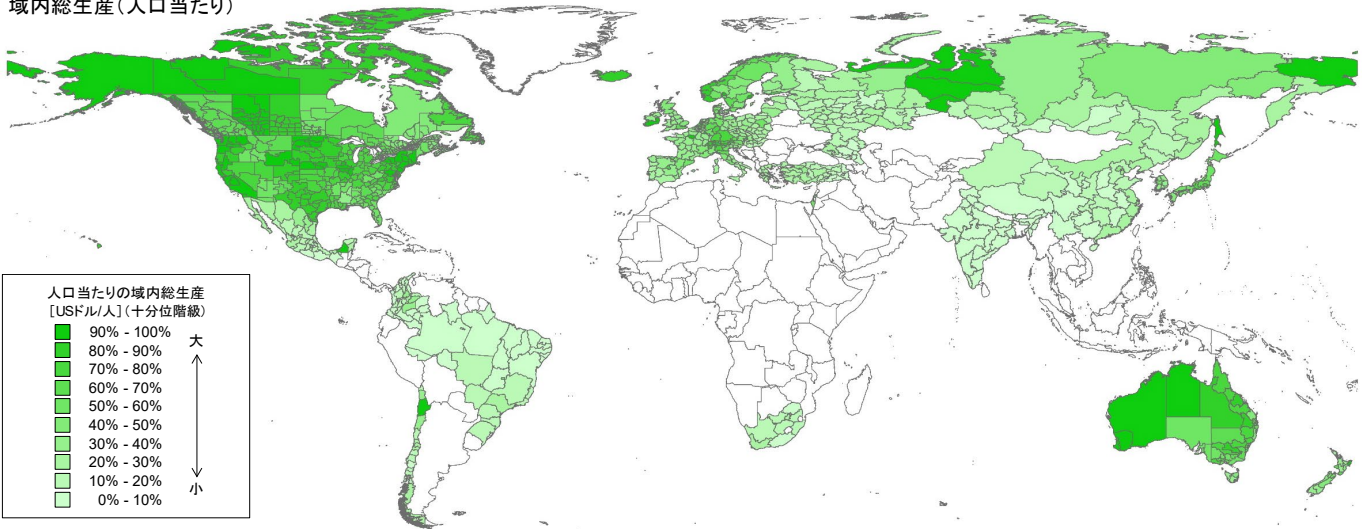 域内総生産（人口当たり）
人口当たりの域内総生産
[USドル/人]（十分位階級）
90% - 100%
大
80% - 90%
70% - 80%
60% - 70%
50% - 60%
40% - 50%
30% - 40%
20% - 30%
10% - 20%
小
0% - 10%